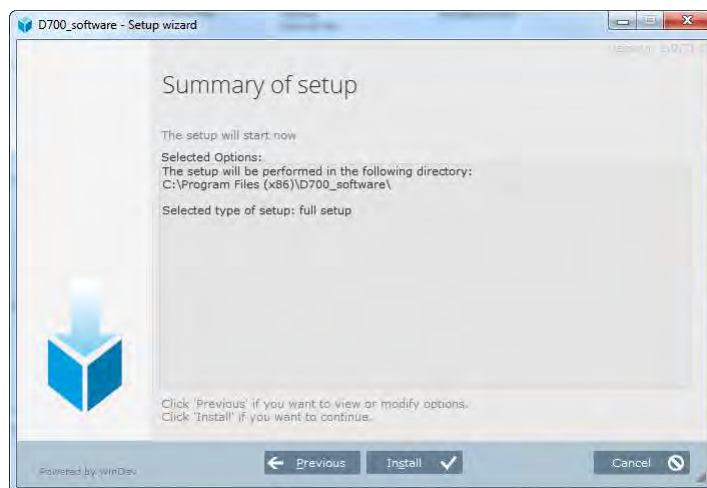 D700_software - Setup wizard
Summary of setup
The setup will start now
Selected Options:
The setup will be performed in the following directory:
C:\Program Files (x86)\D700_software\
Selected type of setup: full setup
Click 'Previous' if you want to view or modify options.
Click 'Install' if you want to continue.
Powered by WinDev
Previous
Install
Cancel